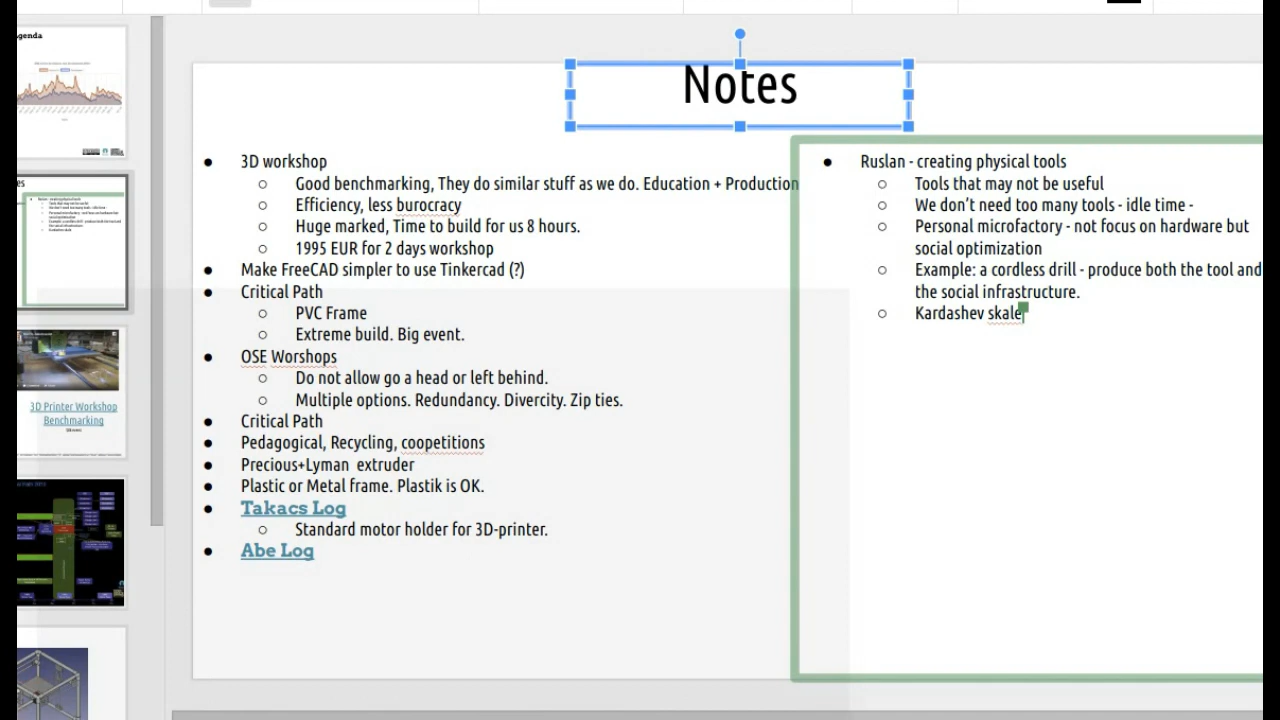 genda
Notes
3D workshop
Good benchmarking, They do similar stuff as we do. Education + Production
Efficiency, less burocracy
Huge marked, Time to build for us 8 hours.
1995 EUR for 2 days workshop
Make FreeCAD simpler to use Tinkercad (?)
Critical Path
PVC Frame
Extreme build. Big event.
OSE Worshops
Do not allow go a head or left behind.
Multiple options. Redundancy. Divercity. Zip ties.
Critical Path
Pedagogical, Recycling, coopetitions
Precious+Lyman extruder
Plastic or Metal frame. Plastik is OK.
Takacs Log
Standard motor holder for 3D-printer.
Abe Log
Ruslan - creating physical tools
Tools that may not be useful
We don't need too many tools - idle time -
Personal microfactory - not focus on hardware but
social optimization
Example: a cordless drill - produce both the tool and
the social infrastructure.
Kardashev skale
3D Printer Workshop
Benchmarking